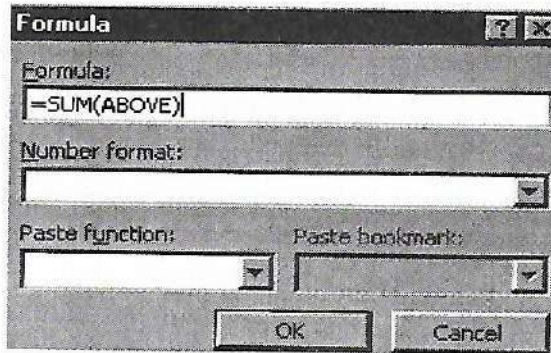 Formula
Formula:
=SUM(ABOVE)
Number format:
Paste function: Paste bookmark:
OK Cancel